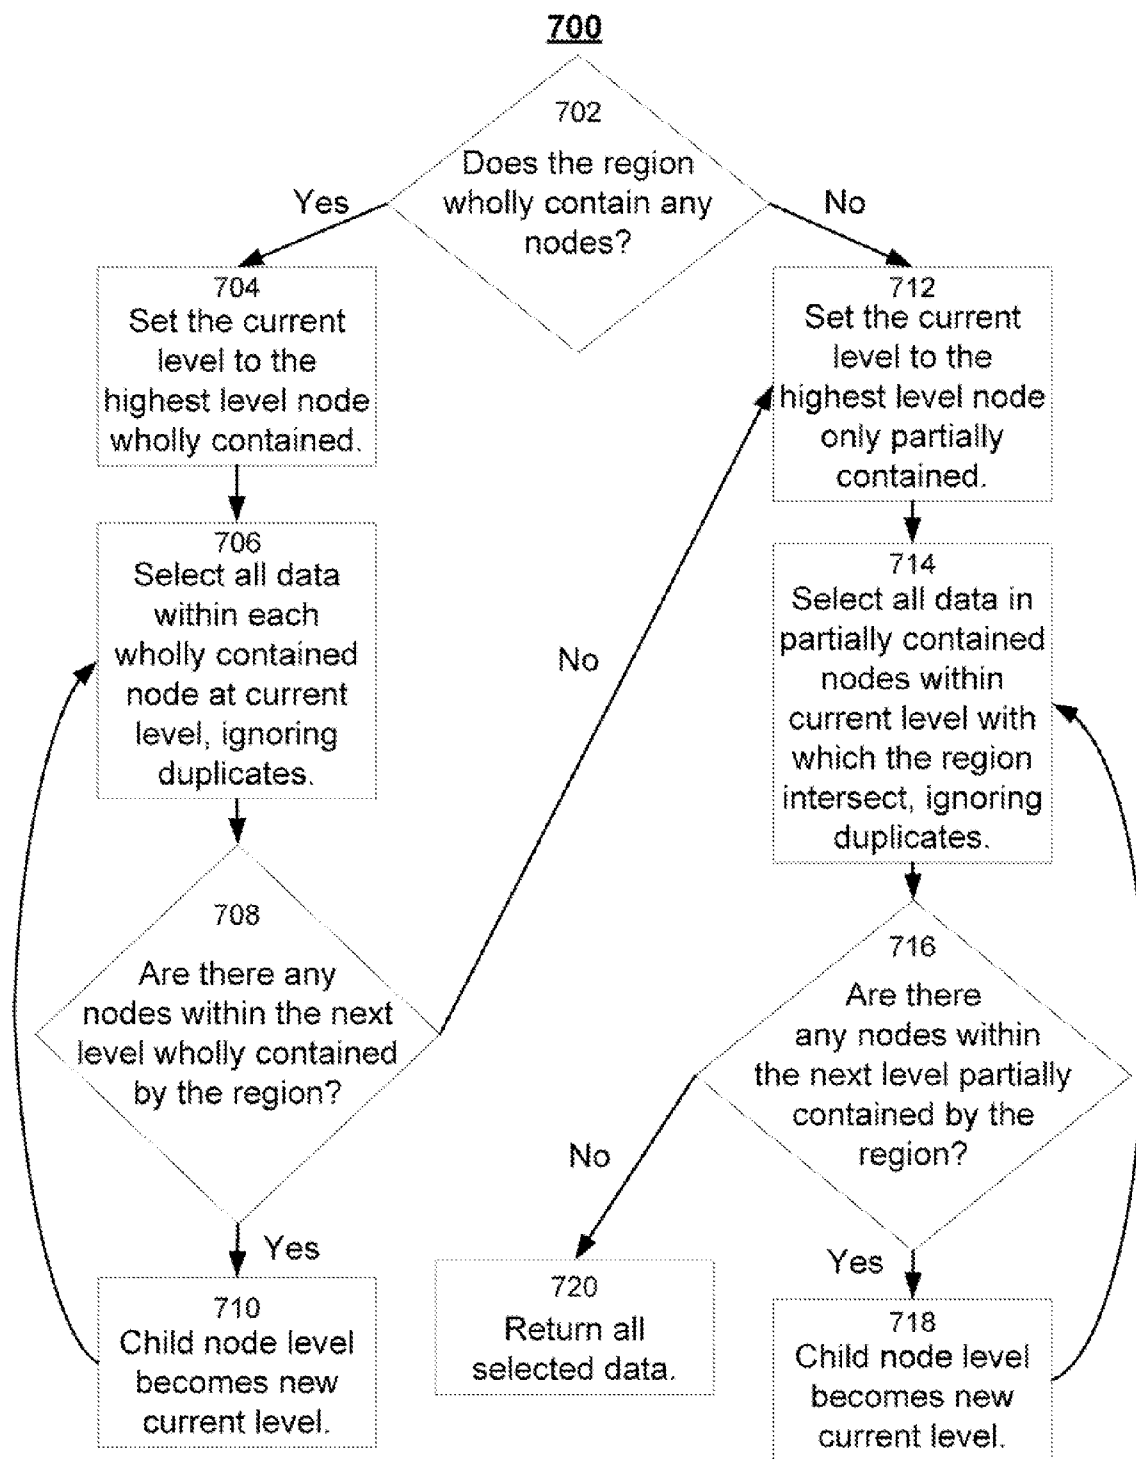 700
702
Does the region
wholly contain any
nodes?
Yes
No
704
Set the current
level to the
highest level node
wholly contained.
712
Set the current
level to the
highest level node
only partially
contained.
706
Select all data
within each
wholly contained
node at current
level, ignoring
duplicates.
No
714
Select all data in
partially contained
nodes within
current level with
which the region
intersect, ignoring
duplicates.
708
Are there any
nodes within the next
level wholly contained
by the region?
716
Are there
any nodes within
the next level partially
contained by the
region?
No
Yes
Yes
710
Child node level
becomes new
current level.
720
Return all
selected data.
718
Child node level
becomes new
current level.